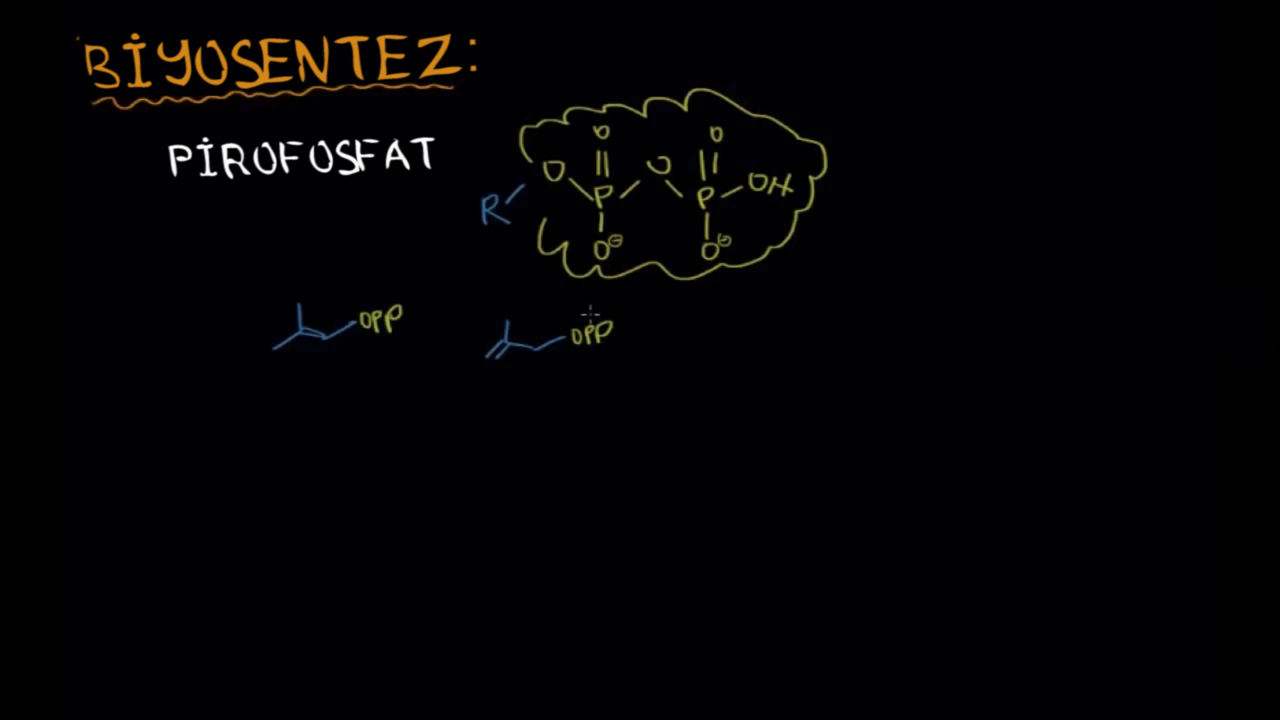 BİYOSENTEZ:
PİROFOSFAT
O O
R O P O P OH
O⊖ O⊖
OPP OPP